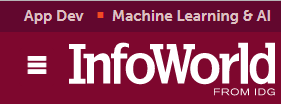 App Dev Machine Learning & AI
InfoWorld
FROM IDG